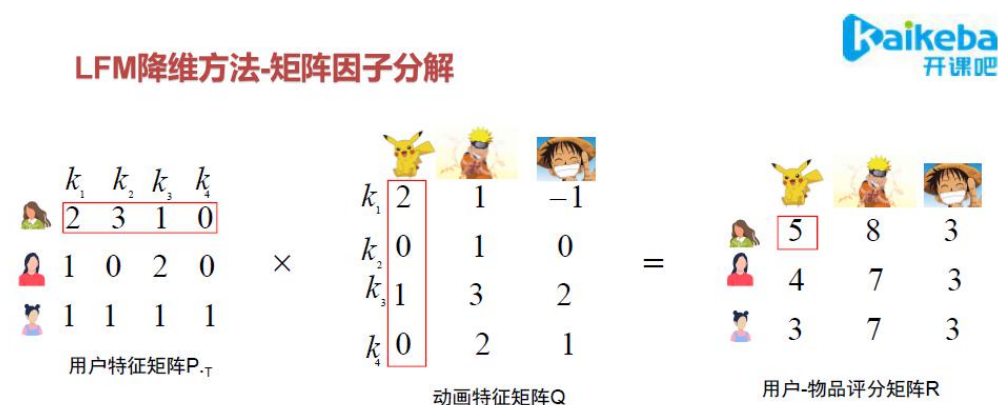 Kaikeba
开课吧
LFM降维方法-矩阵因子分解
k1 k2 k3 k4
2 3 1 0
1 0 2 0
1 1 1 1
用户特征矩阵P-T
×
k1 2 1 −1
k2 0 1 0
k3 1 3 2
k4 0 2 1
动画特征矩阵Q
=
5 8 3
4 7 3
3 7 3
用户-物品评分矩阵R